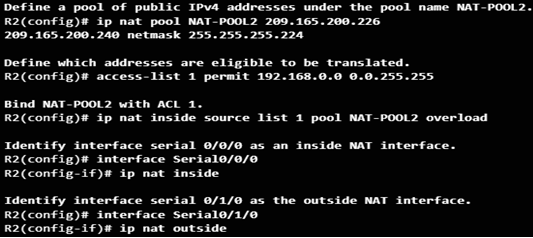 Define a pool of public IPv4 addresses under the pool name NAT-POOL2.
R2(config)# ip nat pool NAT-POOL2 209.165.200.226
209.165.200.240 netmask 255.255.255.224
Define which addresses are eligible to be translated.
R2(config)# access-list 1 permit 192.168.0.0 0.0.255.255
Bind NAT-POOL2 with ACL 1.
R2(config)# ip nat inside source list 1 pool NAT-POOL2 overload
Identify interface serial 0/0/0 as an inside NAT interface.
R2(config)# interface Serial0/0/0
R2(config-if)# ip nat inside
Identify interface serial 0/1/0 as the outside NAT interface.
R2(config)# interface Serial0/1/0
R2(config-if)# ip nat outside